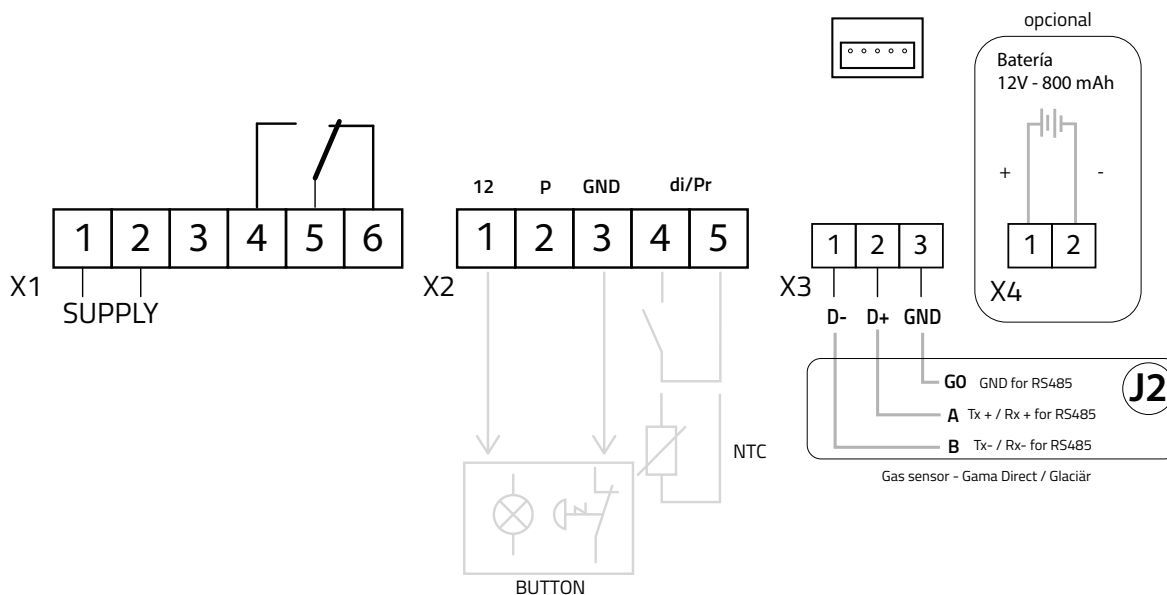 opcional
Batería
12V - 800 mAh
+ -
12 P GND di/Pr
1 2 3 4 5 6
1 2 3 4 5
1 2 3
1 2
X1
X2
X3
X4
SUPPLY
D- D+ GND
G0 GND for RS485
J2
A Tx + / Rx + for RS485
B Tx- / Rx- for RS485
NTC
Gas sensor - Gama Direct / Glaciär
BUTTON